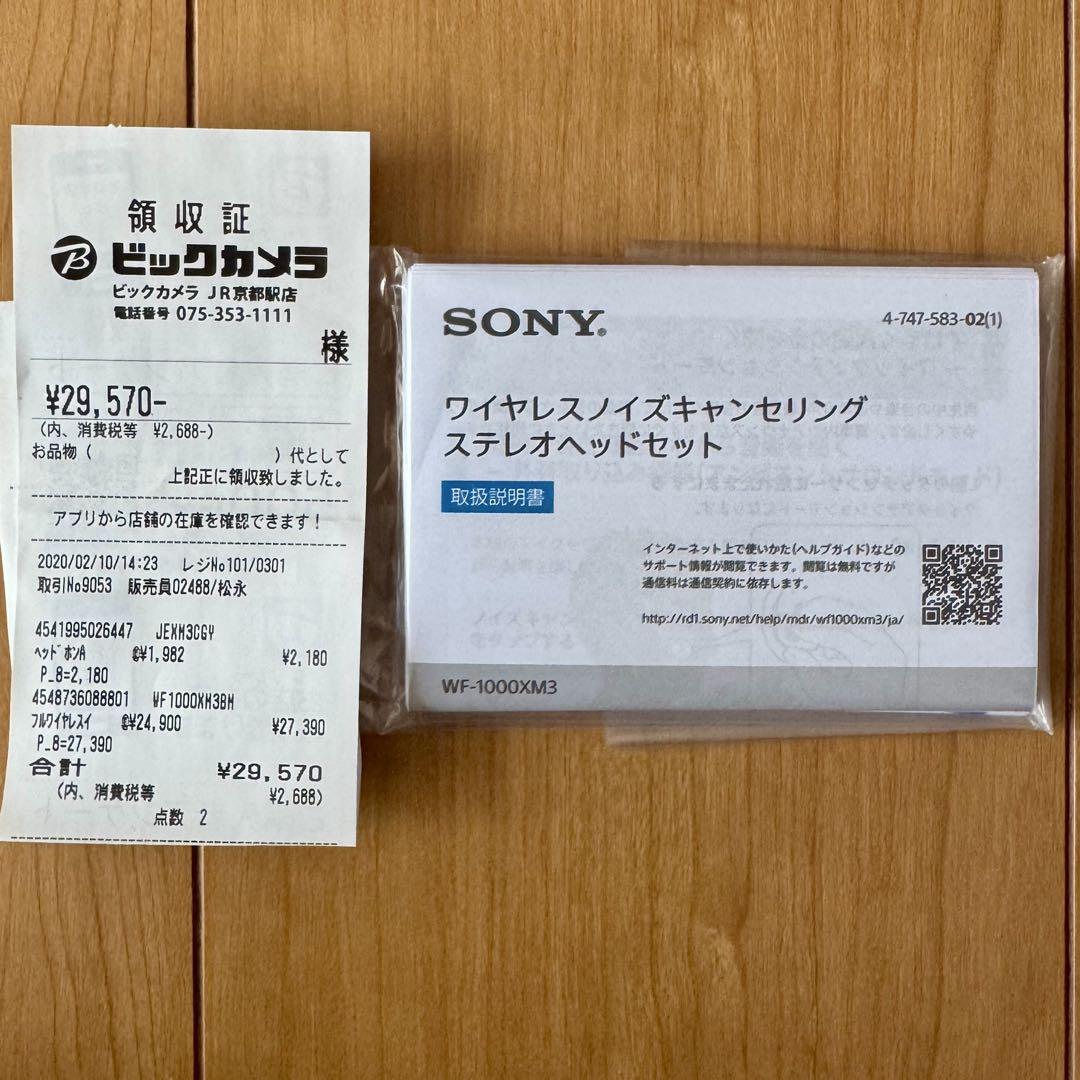 領収証
ビックカメラ
ビックカメラ JR京都駅店
電話番号 075-353-1111
様
¥29,570-
(内、消費税等 ¥2,688-)
お品物( )代として
上記正に領収致しました。
アプリから店舗の在庫を確認できます!
2020/02/10/14:23 レジNo101/0301
取引No9053 販売員02488/松永
4541995026447 JEXM3CGY
ヘッドホンA @¥1,982 ¥2,180
P_8=2,180
4548736088801 WF1000XM3BM
フルワイヤレスイ @¥24,900 ¥27,390
P_8=27,390
合計 ¥29,570
(内、消費税等 ¥2,688)
点数 2
SONY®
4-747-583-02(1)
ワイヤレスノイズキャンセリング
ステレオヘッドセット
取扱説明書
インターネット上で使いかた(ヘルプガイド)などの
サポート情報が閲覧できます。閲覧は無料ですが
通信料は通信契約に依存します。
http://rd1.sony.net/help/mdr/wf1000xm3/ja/
WF-1000XM3